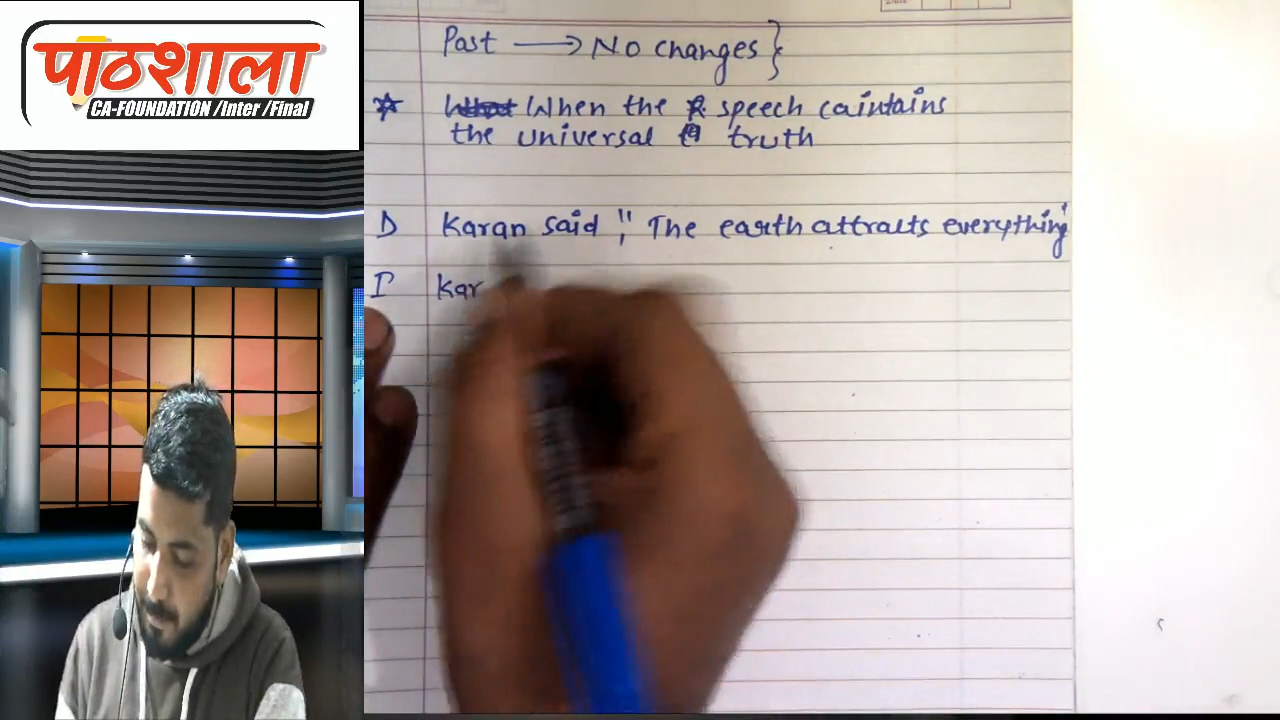 पाठशाला
CA-FOUNDATION /Inter /Final
Past → No changes}
☆ When the speech caintains
the universal truth
D Karan said ," The earth attracts everything"
I Kar